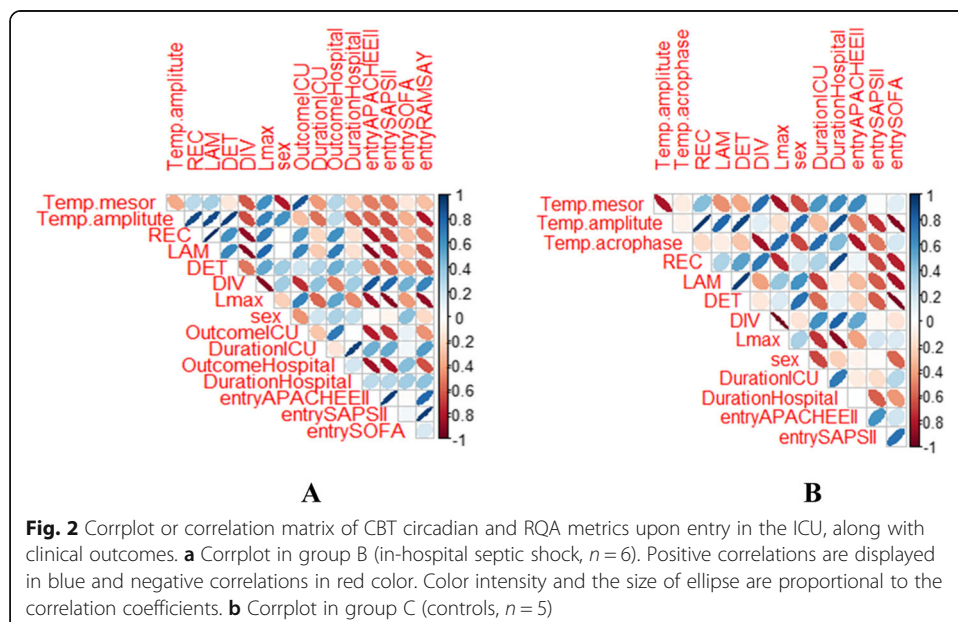 Temp.amplitude
REC
LAM
DET
DIV
Lmax
sex
OutcomeICU
DurationICU
OutcomeHospital
DurationHospital
entryAPACHEEII
entrySAPSII
entrySOFA
entryRAMSAY
Temp.mesor
Temp.amplitute
REC
LAM
DET
DIV
Lmax
sex
OutcomeICU
DurationICU
OutcomeHospital
DurationHospital
entryAPACHEEII
entrySAPSII
entrySOFA
1
0.8
0.6
0.4
0.2
0
0.2
0.4
0.6
0.8
-1
A
Temp.amplitude
Temp.acrophase
REC
LAM
DET
DIV
Lmax
sex
DurationICU
DurationHospital
entryAPACHEEII
entrySAPSII
entrySOFA
Temp.mesor
Temp.amplitute
Temp.acrophase
REC
LAM
DET
DIV
Lmax
sex
DurationICU
DurationHospital
entryAPACHEEII
entrySAPSII
1
0.8
0.6
0.4
0.2
0
0.2
0.4
0.6
0.8
-1
B
Fig. 2 Corrplot or correlation matrix of CBT circadian and RQA metrics upon entry in the ICU, along with
clinical outcomes. a Corrplot in group B (in-hospital septic shock, n = 6). Positive correlations are displayed
in blue and negative correlations in red color. Color intensity and the size of ellipse are proportional to the
correlation coefficients. b Corrplot in group C (controls, n = 5)